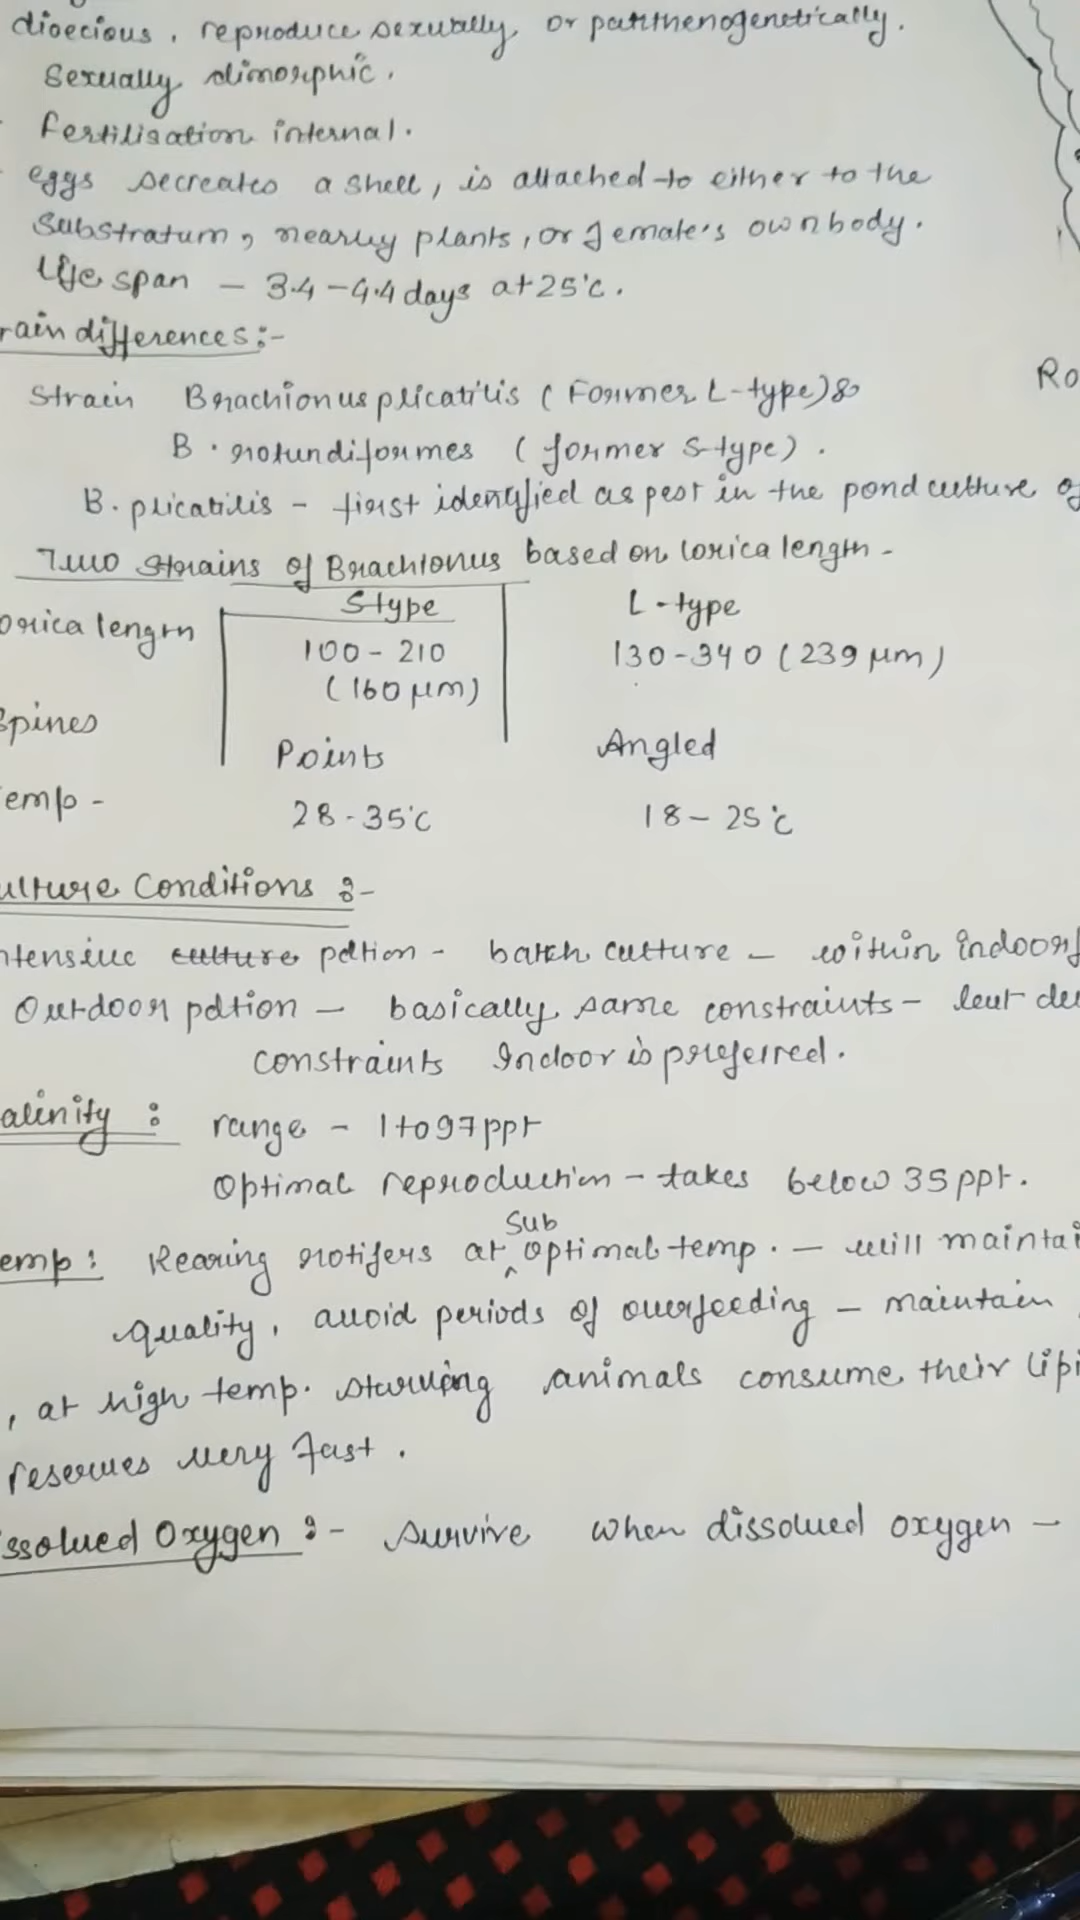 dioecious, reproduce sexually, or parthenogenetically.
Sexually dimorphic.
fertilisation internal.
eggs secreates a shell, is attached to either to the
Substratum, nearby plants, or female's own body.
life span - 3.4-4.4 days at 25°c.
rain differences:-
Strain Brachionus plicatilis (Former L-type) &
Ro
B. rotundiformes (former S-type).
B. plicatilis - first identified as pest in the pond culture of
Two Strains of Brachionus based on lorica length -
S type L-type
orica length 100-210 130-340 (239 μm)
(160 μm)
Spines Points Angled
emp - 28-35°C 18-25°c
ulture Conditions :-
ntensive culture pdtion - batch culture - within indoor
Outdoor pdtion - basically, same constraints - but de
constraints Indoor is preferred.
alinity : range - 1 to 97 ppt
Optimal reproduction - takes below 35 ppt.
emp: Rearing rotifers at sub optimal temp. - will maintai
quality, avoid periods of overfeeding - maintain
, at high temp. starving animals consume their lipi
reserves very fast.
ssolved Oxygen :- Survive when dissolved oxygen -